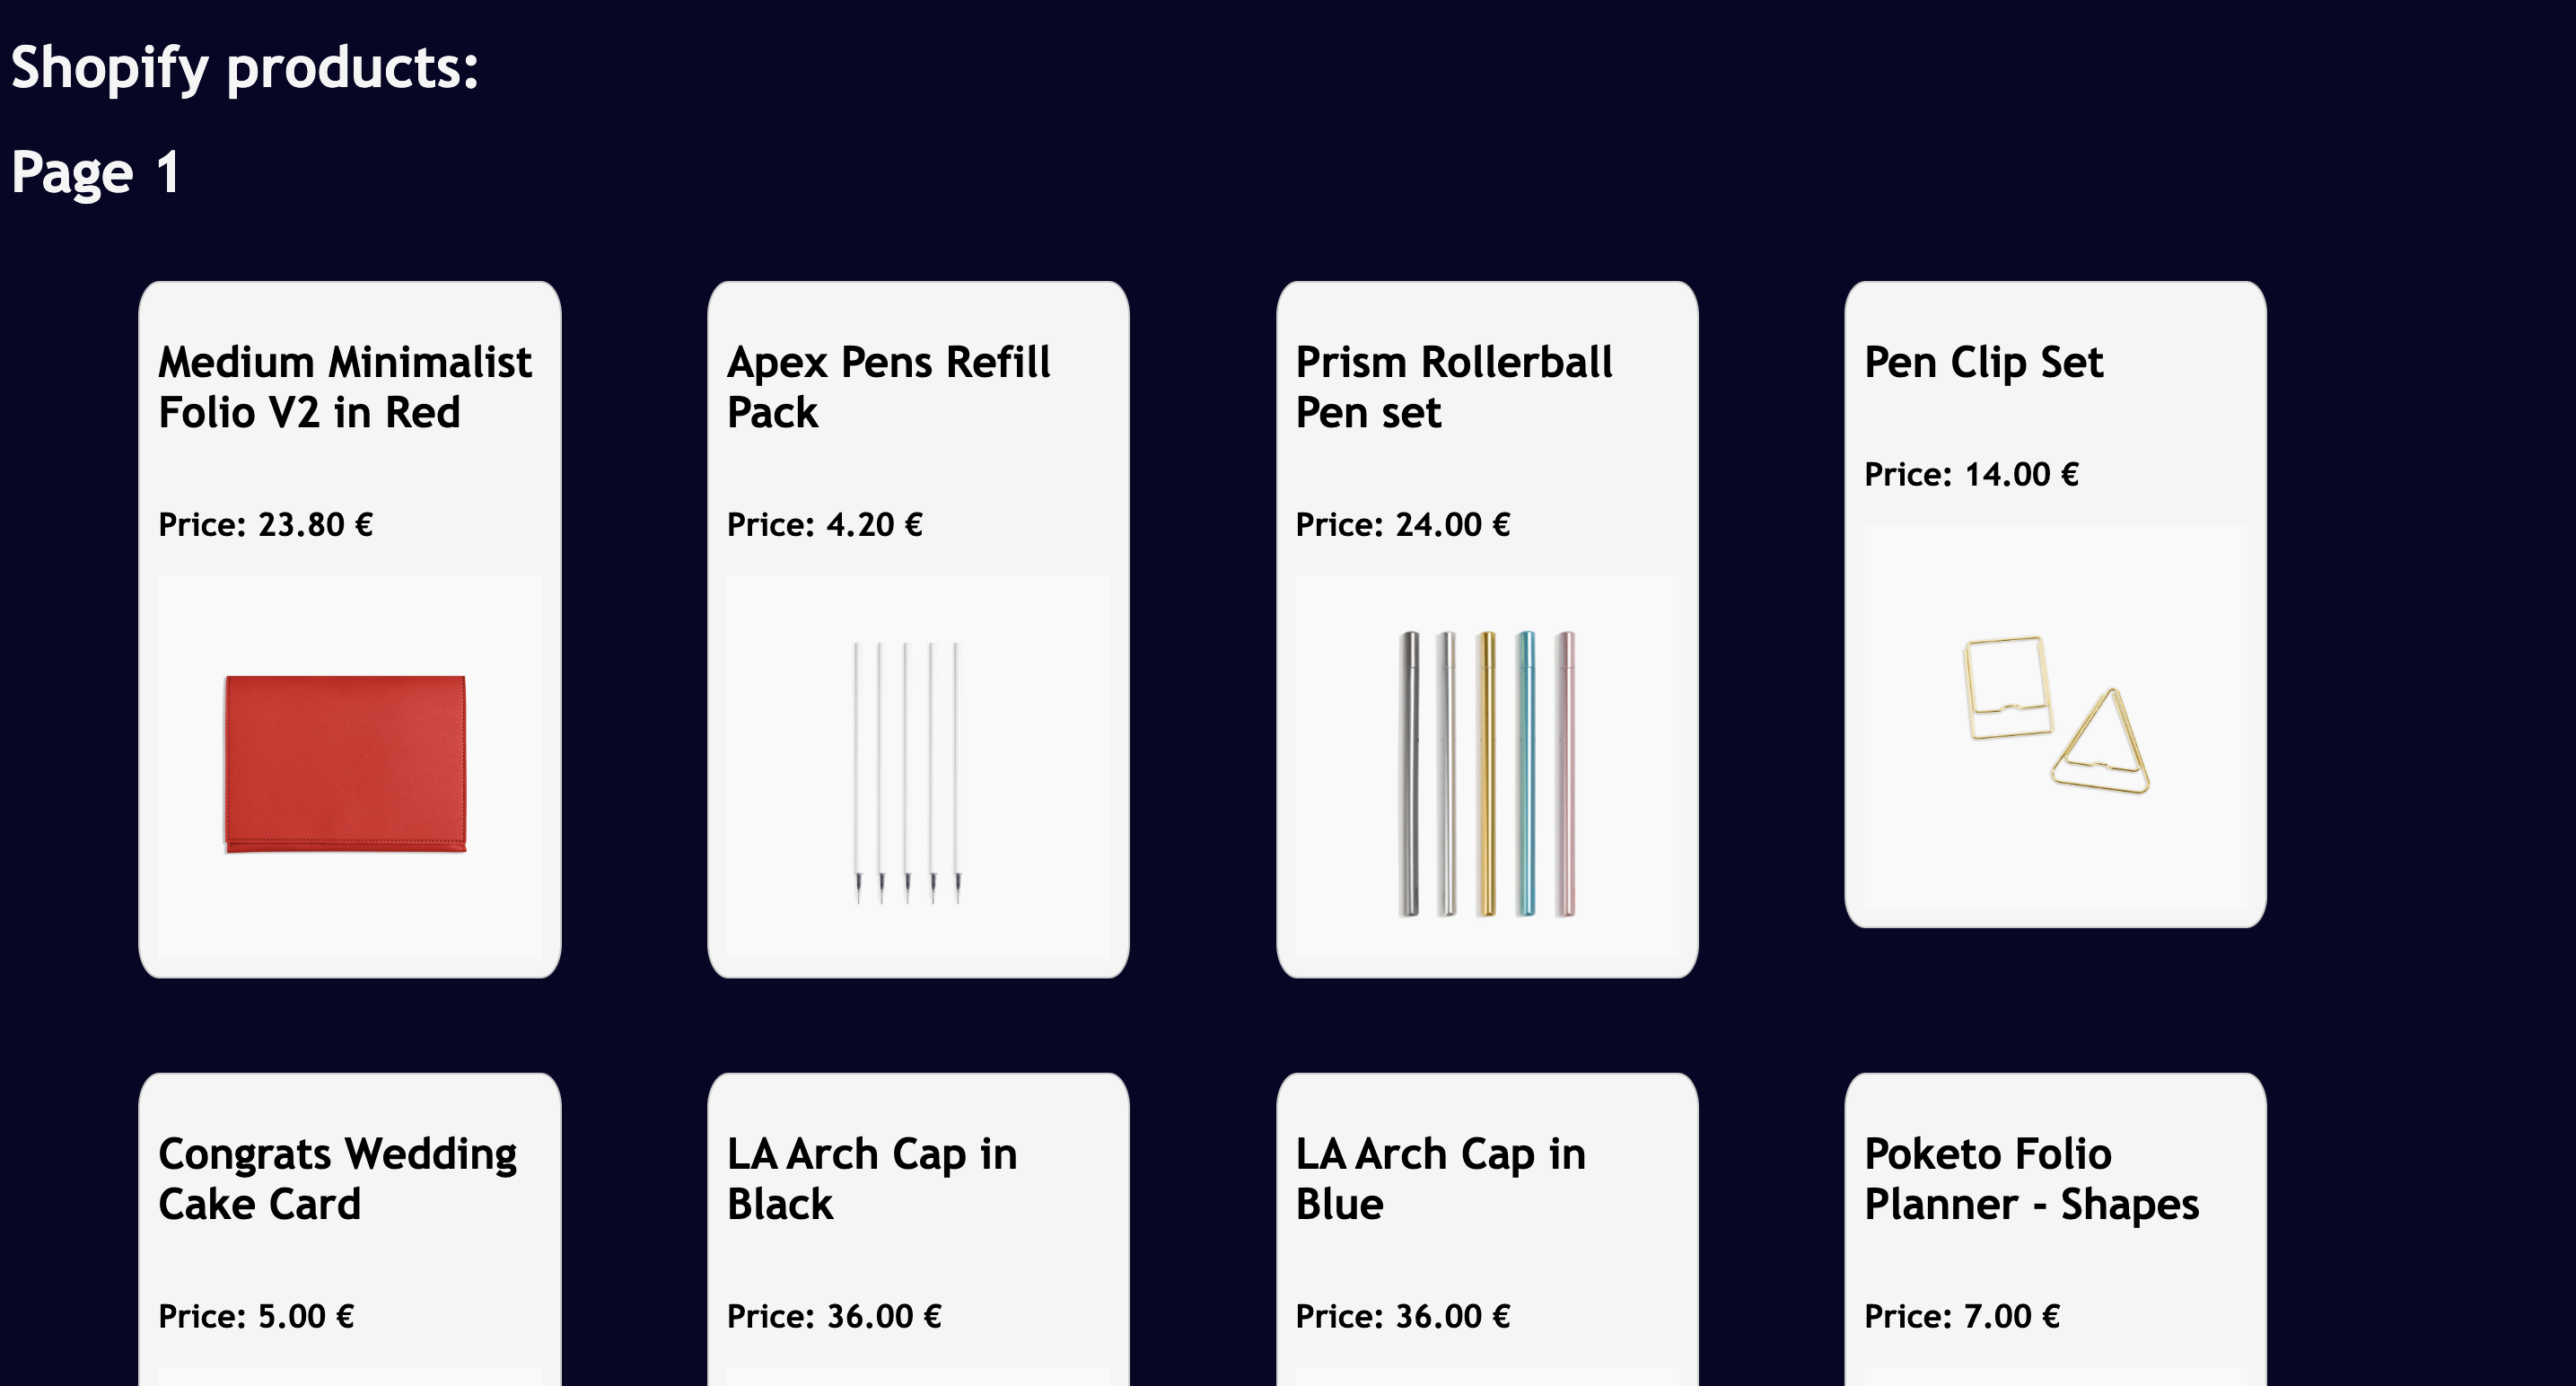 Shopify products:
Page 1
Medium Minimalist
Folio V2 in Red
Price: 23.80 €
Apex Pens Refill
Pack
Price: 4.20 €
Prism Rollerball
Pen set
Price: 24.00 €
Pen Clip Set
Price: 14.00 €
Congrats Wedding
Cake Card
Price: 5.00 €
LA Arch Cap in
Black
Price: 36.00 €
LA Arch Cap in
Blue
Price: 36.00 €
Poketo Folio
Planner - Shapes
Price: 7.00 €